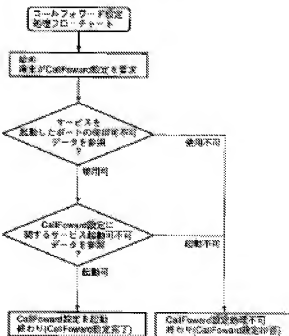 コールフォワード設定
処理フローチャート
端末がCallFoward設定を要求
サービスを
起動したポートの使用可不可
データを参照
?
使用不可
使用可
CallFoward設定に
関するサービス起動可不可
データを参照
?
起動不可
起動可
CallFoward設定を起動
終わり(CallFoward設定完了)
CallFoward設定処理不可
終わり(CallFoward設定拒否)